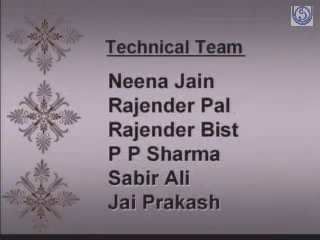 Technical Team
Neena Jain
Rajender Pal
Rajender Bist
P P Sharma
Sabir Ali
Jai Prakash